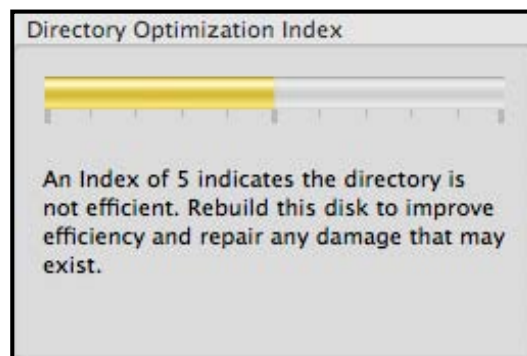 Directory Optimization Index
An Index of 5 indicates the directory is
not efficient. Rebuild this disk to improve
efficiency and repair any damage that may
exist.